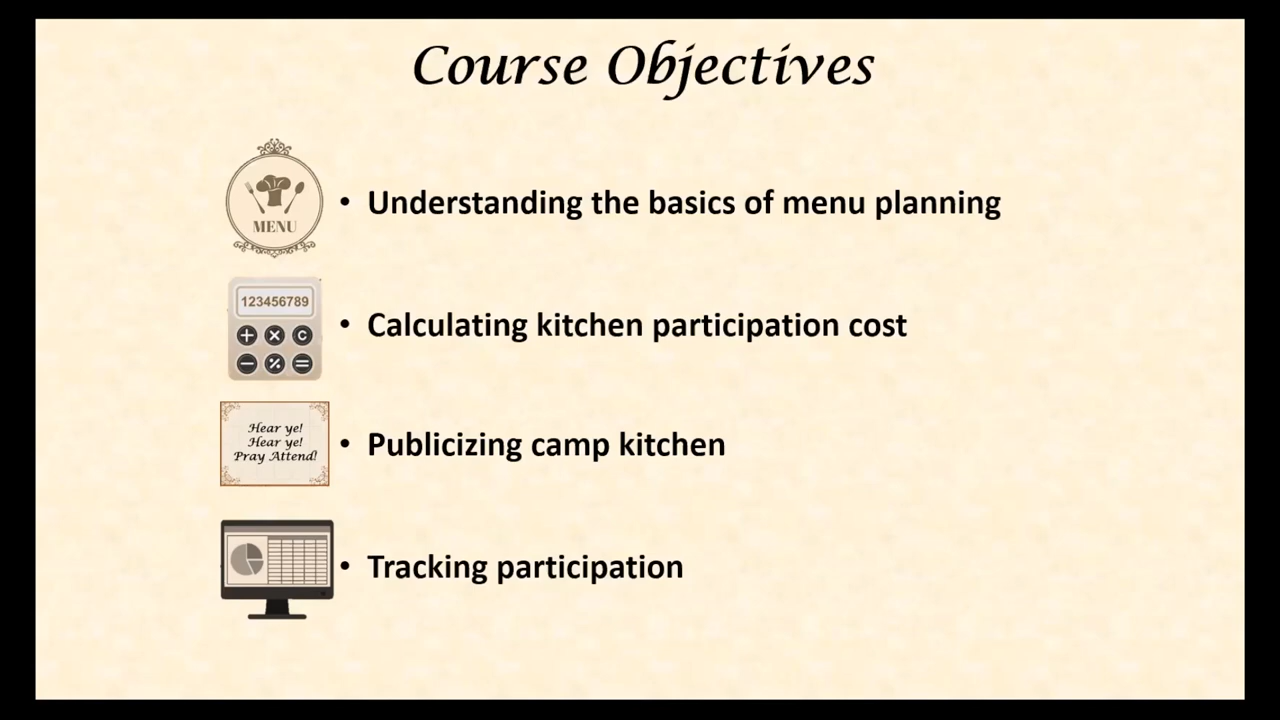 Course Objectives
MENU
• Understanding the basics of menu planning
123456789
+ × C
− % =
• Calculating kitchen participation cost
Hear ye!
Hear ye!
Pray Attend!
• Publicizing camp kitchen
• Tracking participation